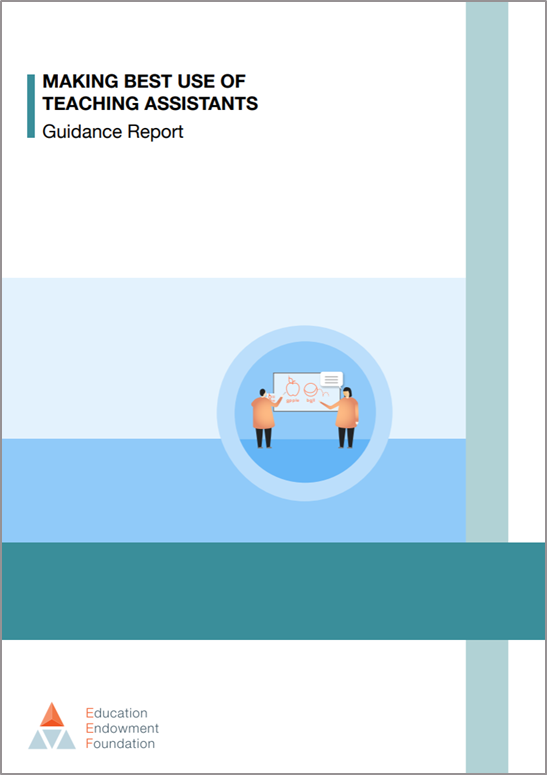 MAKING BEST USE OF
TEACHING ASSISTANTS
Guidance Report
Education
Endowment
Foundation